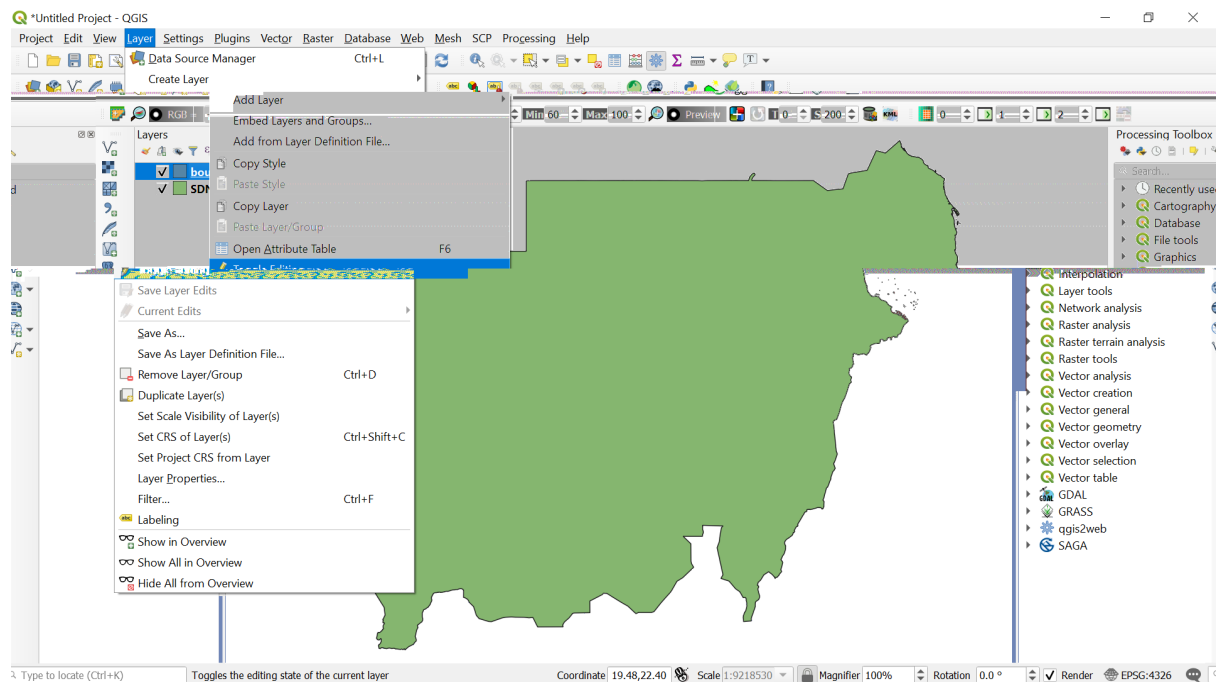 *Untitled Project - QGIS
Project Edit View Layer Settings Plugins Vector Raster Database Web Mesh SCP Processing Help
Data Source Manager Ctrl+L
Create Layer
Add Layer
RGB Min 60 Max 100 Preview T 0 S 200 KML 0 1 2
Embed Layers and Groups...
Layers
Processing Toolbox
Add from Layer Definition File...
Copy Style
Search...
bou
Paste Style
SDN
Recently use
Copy Layer
Cartography
Paste Layer/Group
Database
Open Attribute Table F6
File tools
Graphics
Toggle Editing
Interpolation
Save Layer Edits
Layer tools
Current Edits
Network analysis
Save As...
Raster analysis
Raster terrain analysis
Save As Layer Definition File...
Raster tools
Remove Layer/Group Ctrl+D
Vector analysis
Duplicate Layer(s)
Vector creation
Set Scale Visibility of Layer(s)
Vector general
Set CRS of Layer(s) Ctrl+Shift+C
Vector geometry
Vector overlay
Set Project CRS from Layer
Vector selection
Layer Properties...
Vector table
Filter... Ctrl+F
GDAL
Labeling
GRASS
qgis2web
Show in Overview
SAGA
Show All in Overview
Hide All from Overview
Type to locate (Ctrl+K) Toggles the editing state of the current layer Coordinate 19.48,22.40 Scale 1:9218530 Magnifier 100% Rotation 0.0 ° Render EPSG:4326